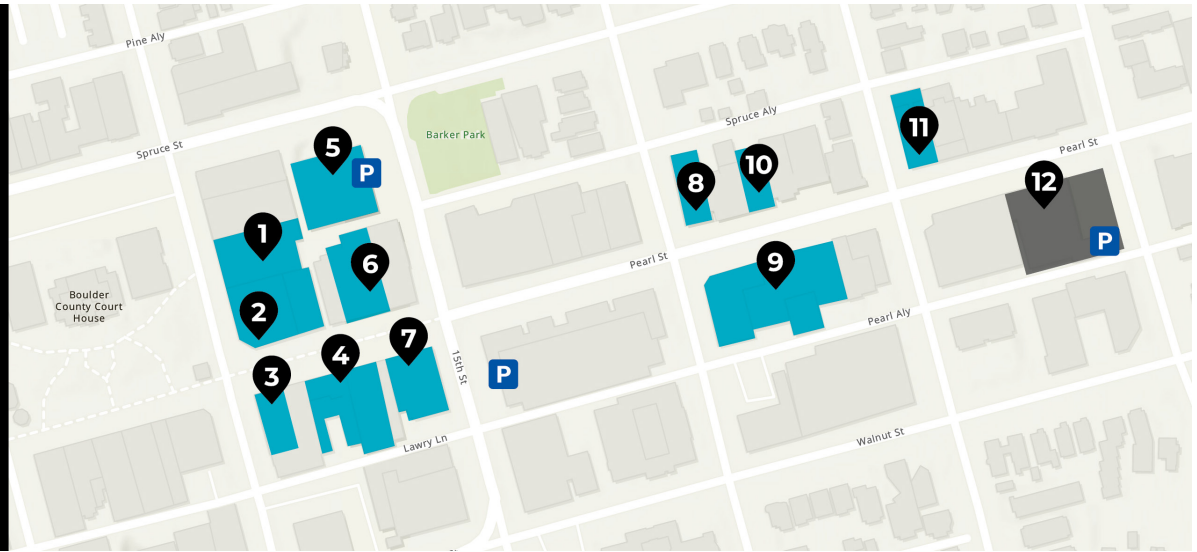 Pine Aly
Spruce St
Barker Park
Spruce Aly
Pearl St
5
P
11
12
10
8
1
6
9
P
Boulder
County Court
House
2
Pearl St
Pearl Aly
7
4
3
15th St
P
Lawry Ln
Walnut St